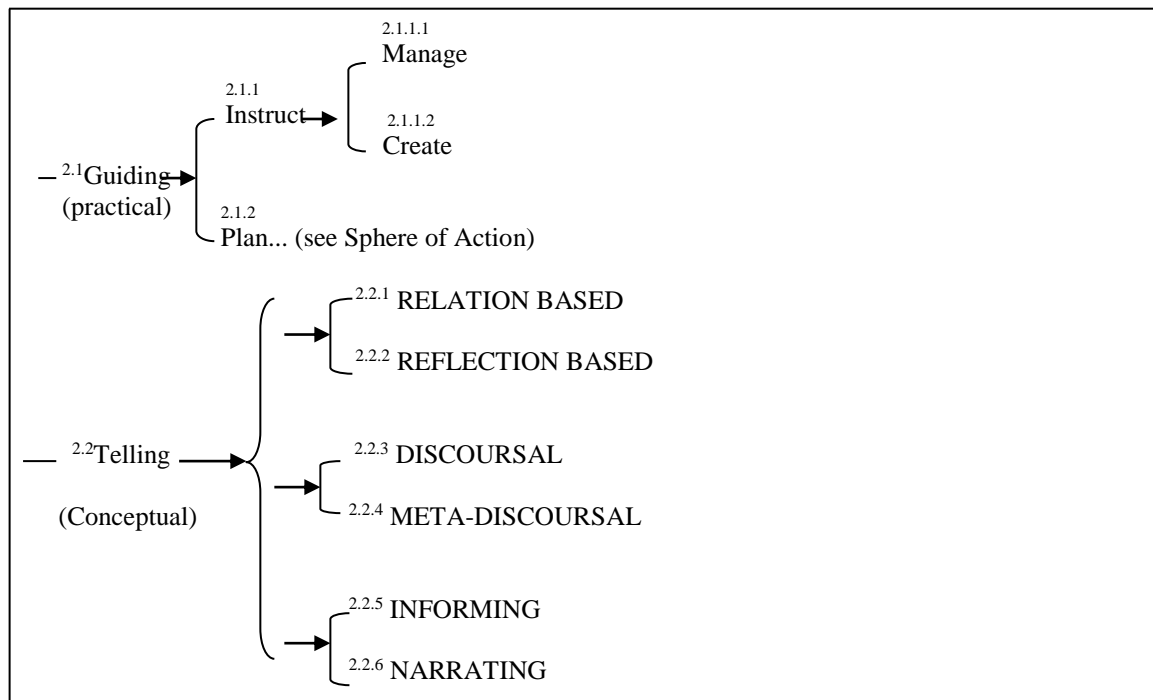 2.1.1.1
Manage
2.1.1
Instruct
2.1.1.2
Create
2.1Guiding
(practical)
2.1.2
Plan... (see Sphere of Action)
2.2.1 RELATION BASED
2.2.2 REFLECTION BASED
2.2Telling
(Conceptual)
2.2.3 DISCOURSAL
2.2.4 META-DISCOURSAL
2.2.5 INFORMING
2.2.6 NARRATING